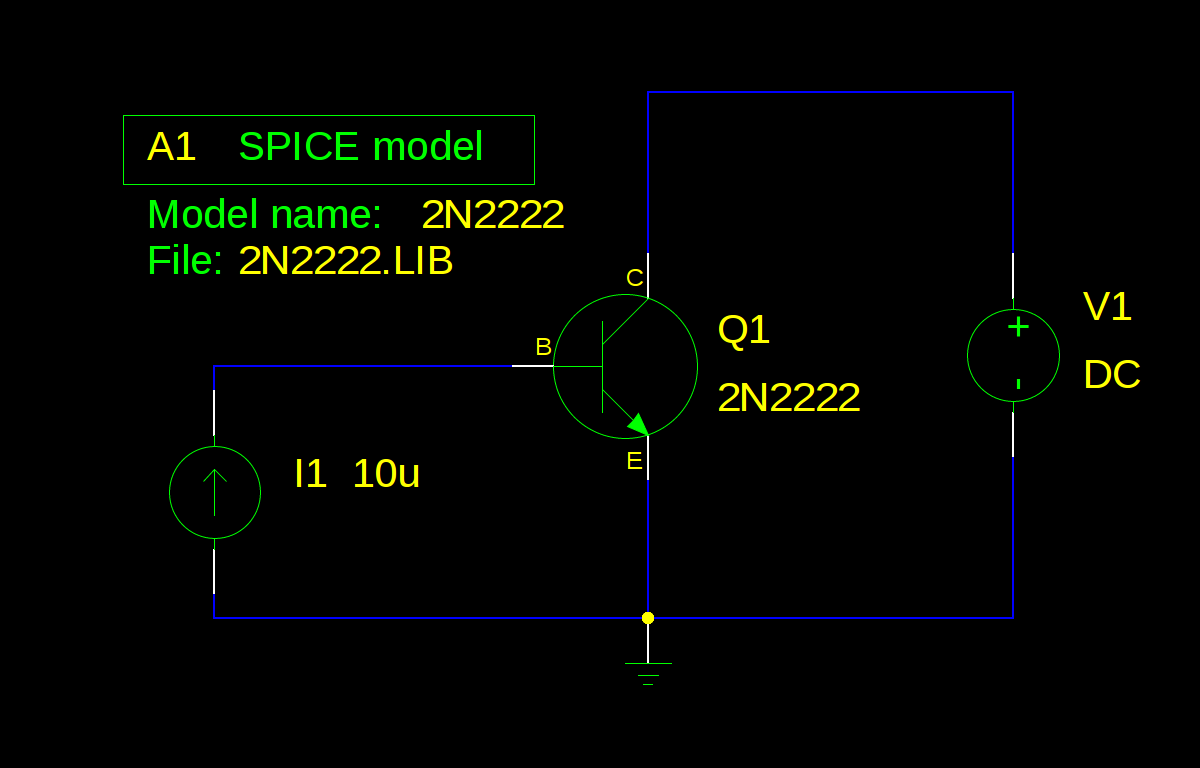 A1 SPICE model
Model name: 2N2222
File: 2N2222.LIB
C
B
E
Q1
2N2222
I1 10u
+
-
V1
DC